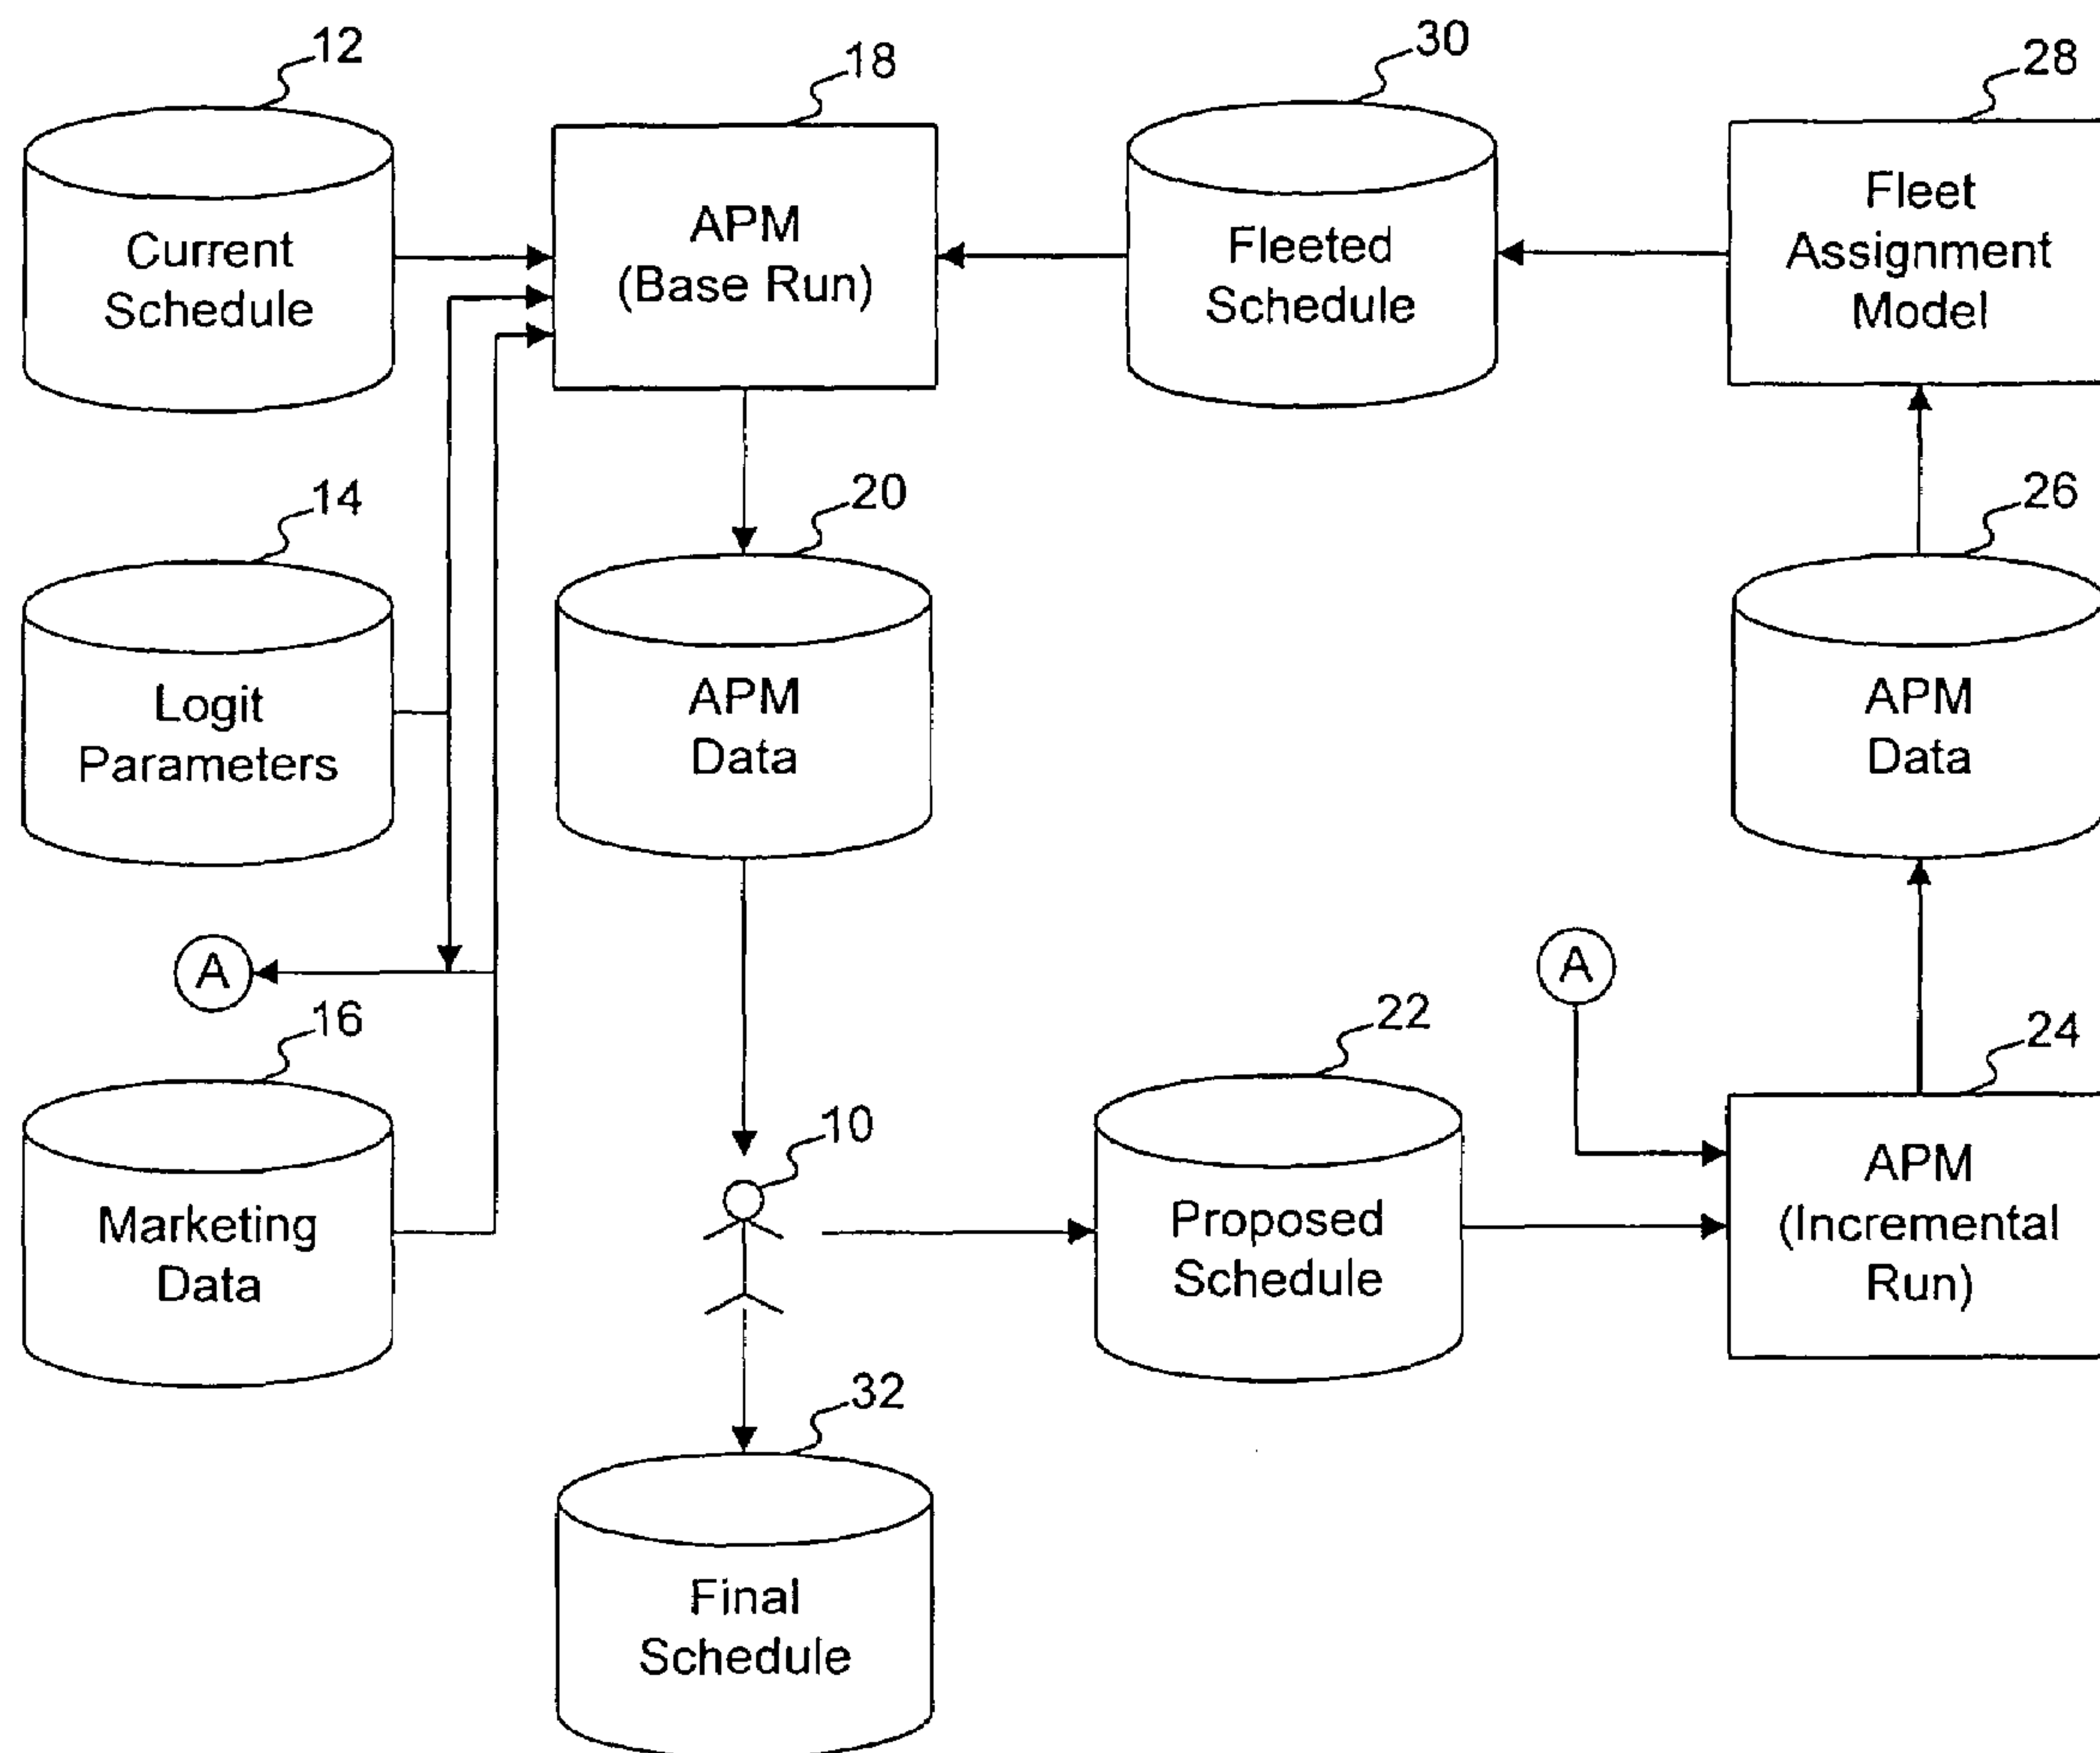 12
18
30
28
Current
Schedule
APM
(Base Run)
Fleeted
Schedule
Fleet
Assignment
Model
14
20
26
Logit
Parameters
APM
Data
APM
Data
A
A
16
22
24
10
Marketing
Data
Proposed
Schedule
APM
(Incremental
Run)
32
Final
Schedule